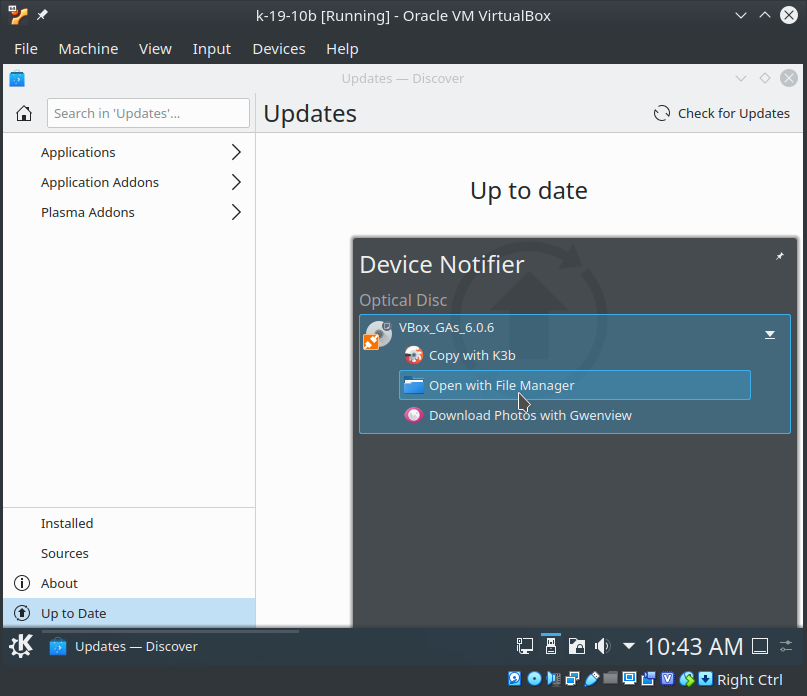 k-19-10b [Running] - Oracle VM VirtualBox
File Machine View Input Devices Help
Updates — Discover
Search in 'Updates'...
Updates
Check for Updates
Applications
Application Addons
Plasma Addons
Up to date
Device Notifier
Optical Disc
VBox_GAs_6.0.6
Copy with K3b
Open with File Manager
Download Photos with Gwenview
Installed
Sources
About
Up to Date
Updates — Discover
10:43 AM
Right Ctrl